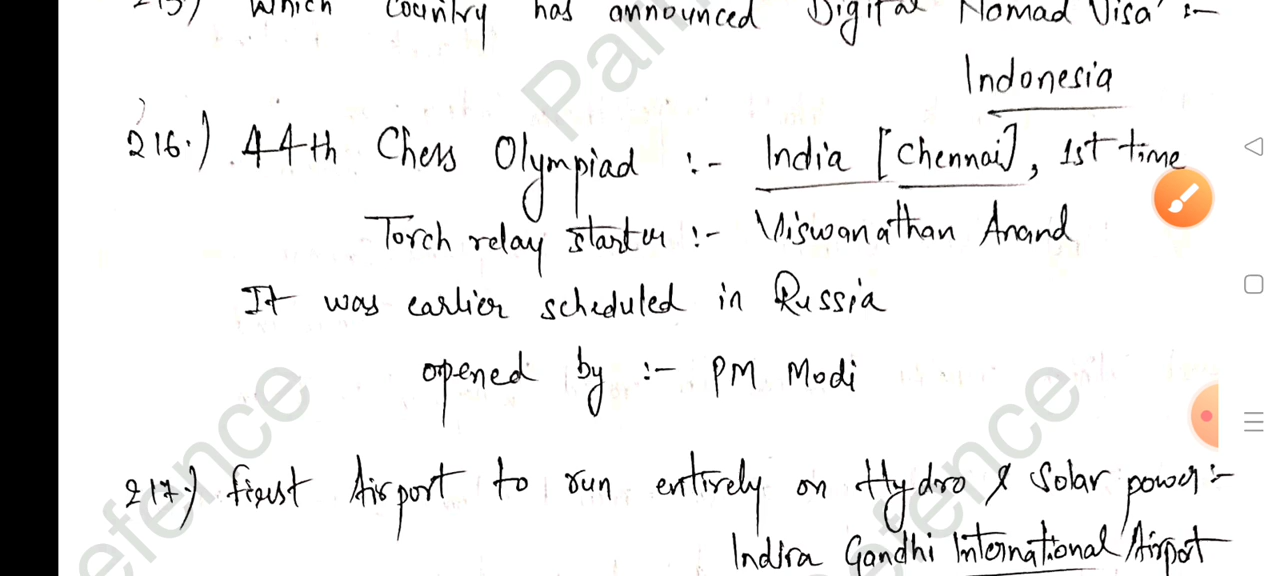 215.) Which Country has announced Digital Nomad Visa :-
Indonesia
216.) 44th Chess Olympiad :- India [Chennai], 1st time
Torch relay starter :- Viswanathan Anand
It was earlier scheduled in Russia
opened by :- PM Modi
217.) first Airport to run entirely on Hydro & Solar power :-
Indira Gandhi International Airport